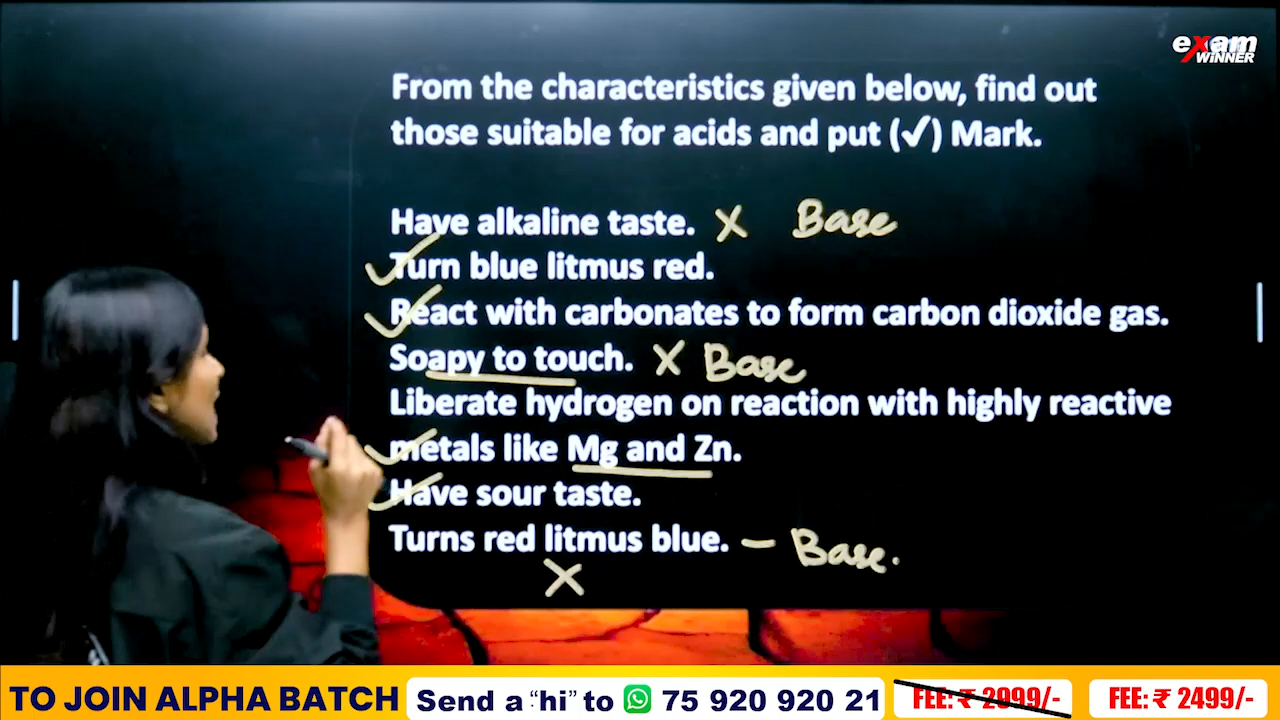 exam
WiNNER
From the characteristics given below, find out
those suitable for acids and put (✓) Mark.
Have alkaline taste. X Base
✓ Turn blue litmus red.
✓ React with carbonates to form carbon dioxide gas.
Soapy to touch. X Base
Liberate hydrogen on reaction with highly reactive
✓ metals like Mg and Zn.
✓ Have sour taste.
Turns red litmus blue. – Base.
X
TO JOIN ALPHA BATCH Send a “hi” to 75 920 920 21 FEE: ₹ 2999/- FEE: ₹ 2499/-